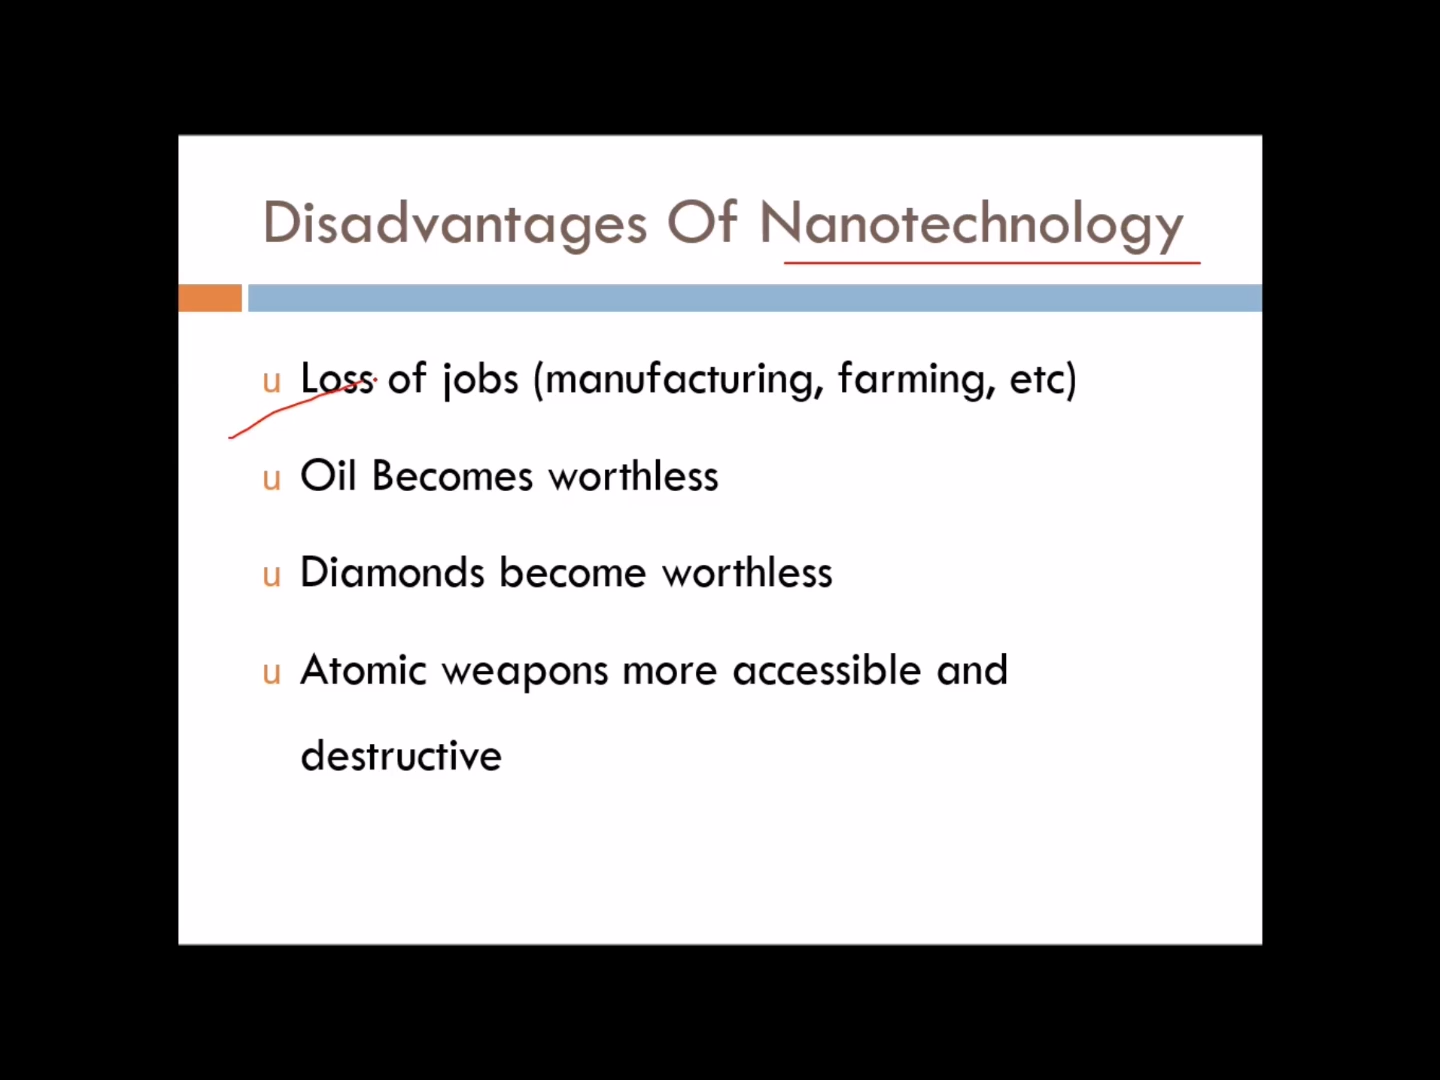 Disadvantages Of Nanotechnology
u Loss of jobs (manufacturing, farming, etc)
u Oil Becomes worthless
u Diamonds become worthless
u Atomic weapons more accessible and
destructive